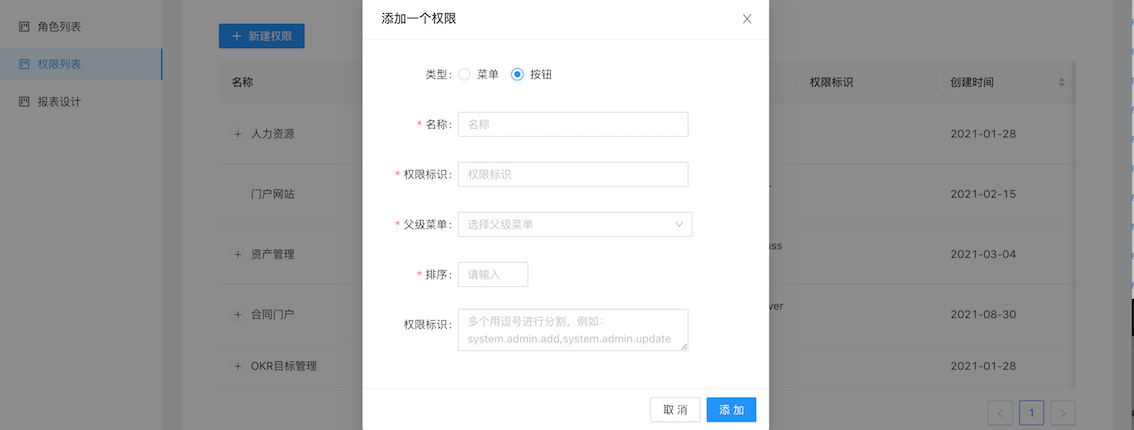 角色列表
权限列表
报表设计
+ 新建权限
名称
权限标识
创建时间
人力资源
2021-01-28
门户网站
2021-02-15
资产管理
2021-03-04
合同门户
2021-08-30
OKR目标管理
2021-01-28
1
添加一个权限
类型:
菜单
按钮
* 名称:
名称
* 权限标识:
权限标识
* 父级菜单:
选择父级菜单
* 排序:
请输入
权限标识:
多个用逗号进行分割，例如:
system.admin.add,system.admin.update
取 消
添 加